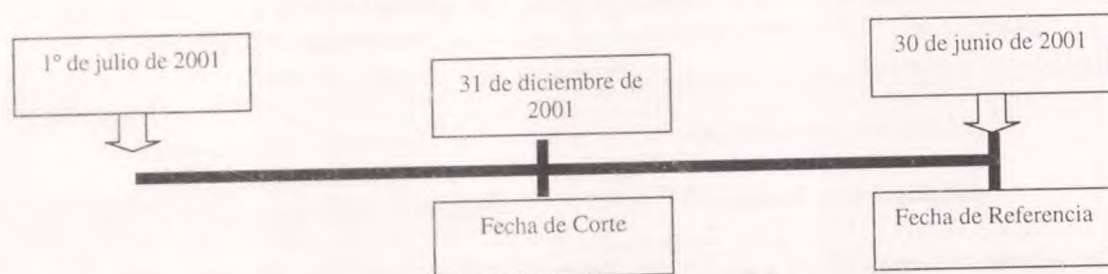 1° de julio de 2001
31 de diciembre de
2001
30 de junio de 2001
Fecha de Corte
Fecha de Referencia